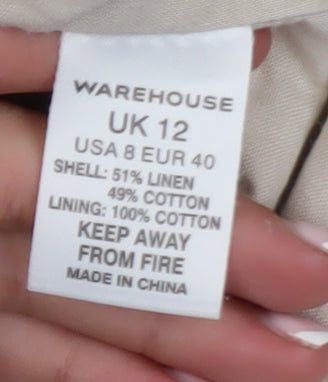 WAREHOUSE
UK 12
USA 8 EUR 40
SHELL: 51% LINEN
49% COTTON
LINING: 100% COTTON
KEEP AWAY
FROM FIRE
MADE IN CHINA